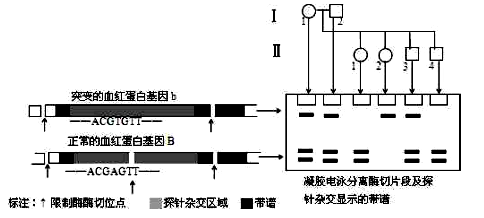 Ⅰ
1
2
Ⅱ
1
2
3
4
突变的血红蛋白基因b
——ACGTGTT——
正常的血红蛋白基因B
——ACGAGTT——
凝胶电泳分离酶切片段及探
针杂交显示的带谱
标注：↑ 限制酶酶切位点 探针杂交区域 带谱